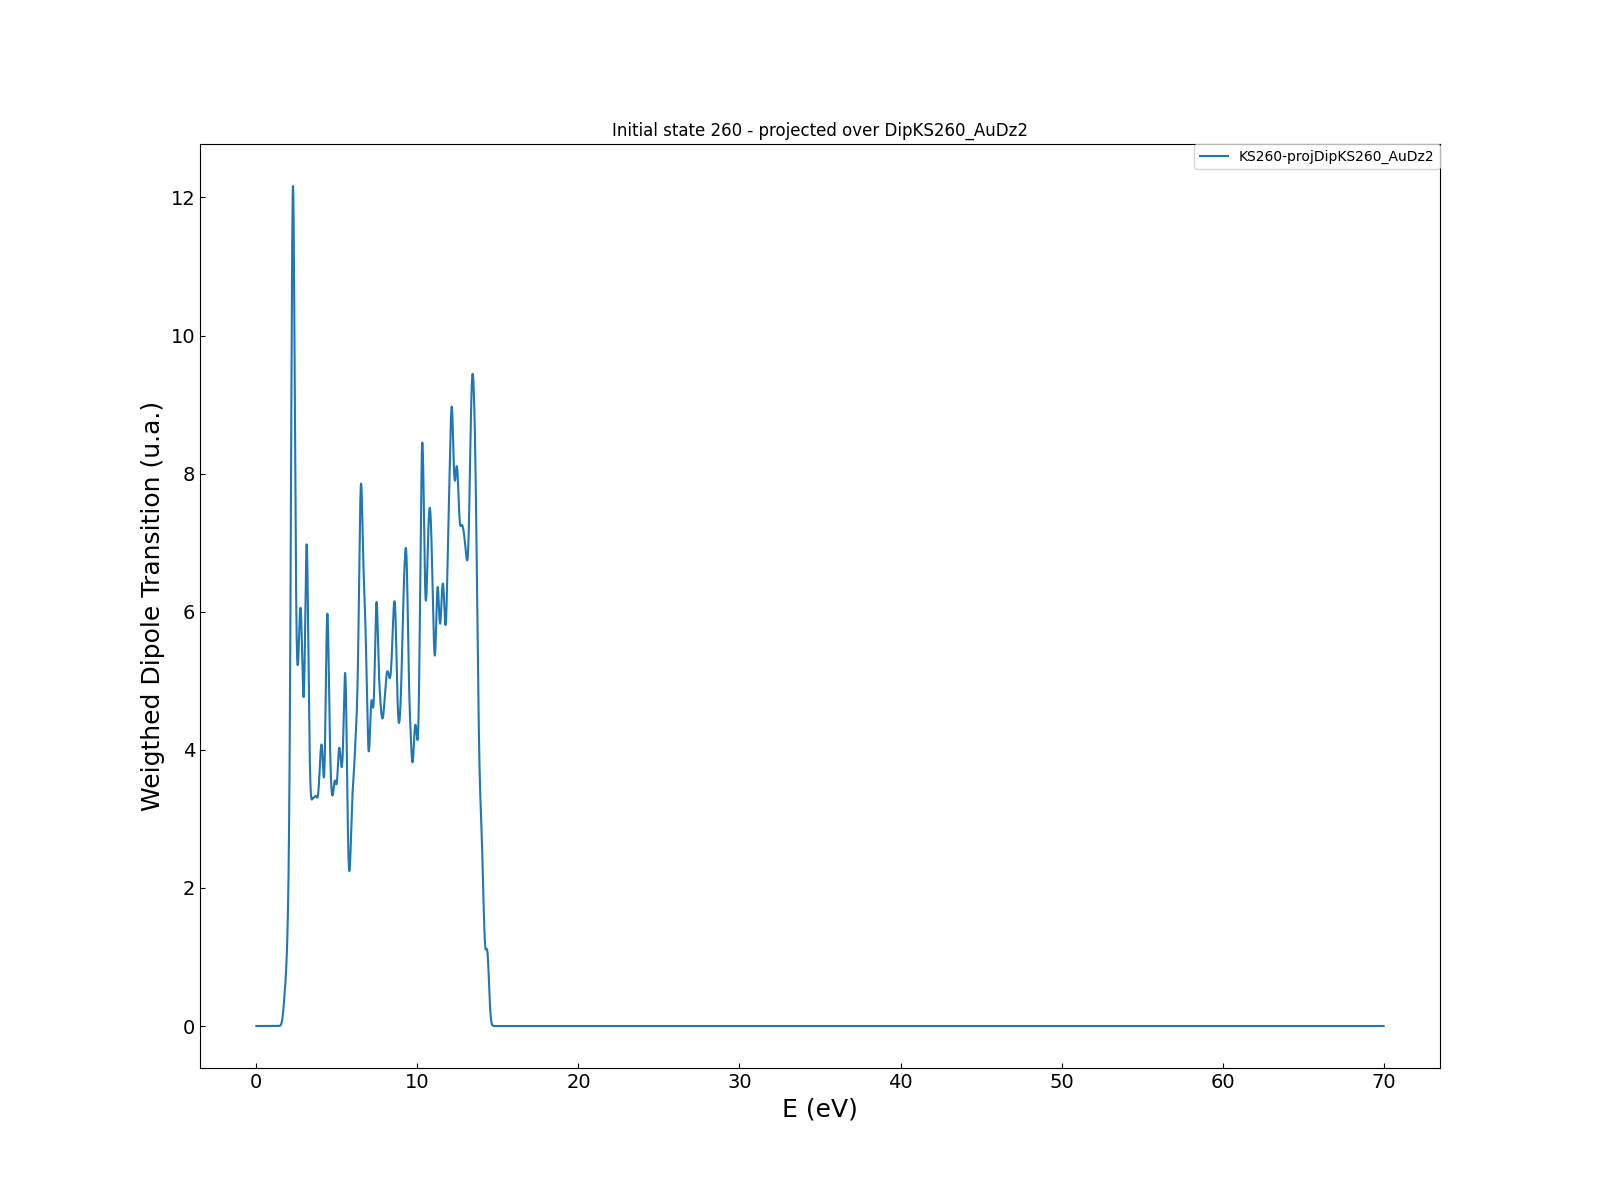 Initial state 260 - projected over DipKS260_AuDz2
KS260-projDipKS260_AuDz2
Weigthed Dipole Transition (u.a.)
12
10
8
6
4
2
0
0 10 20 30 40 50 60 70
E (eV)